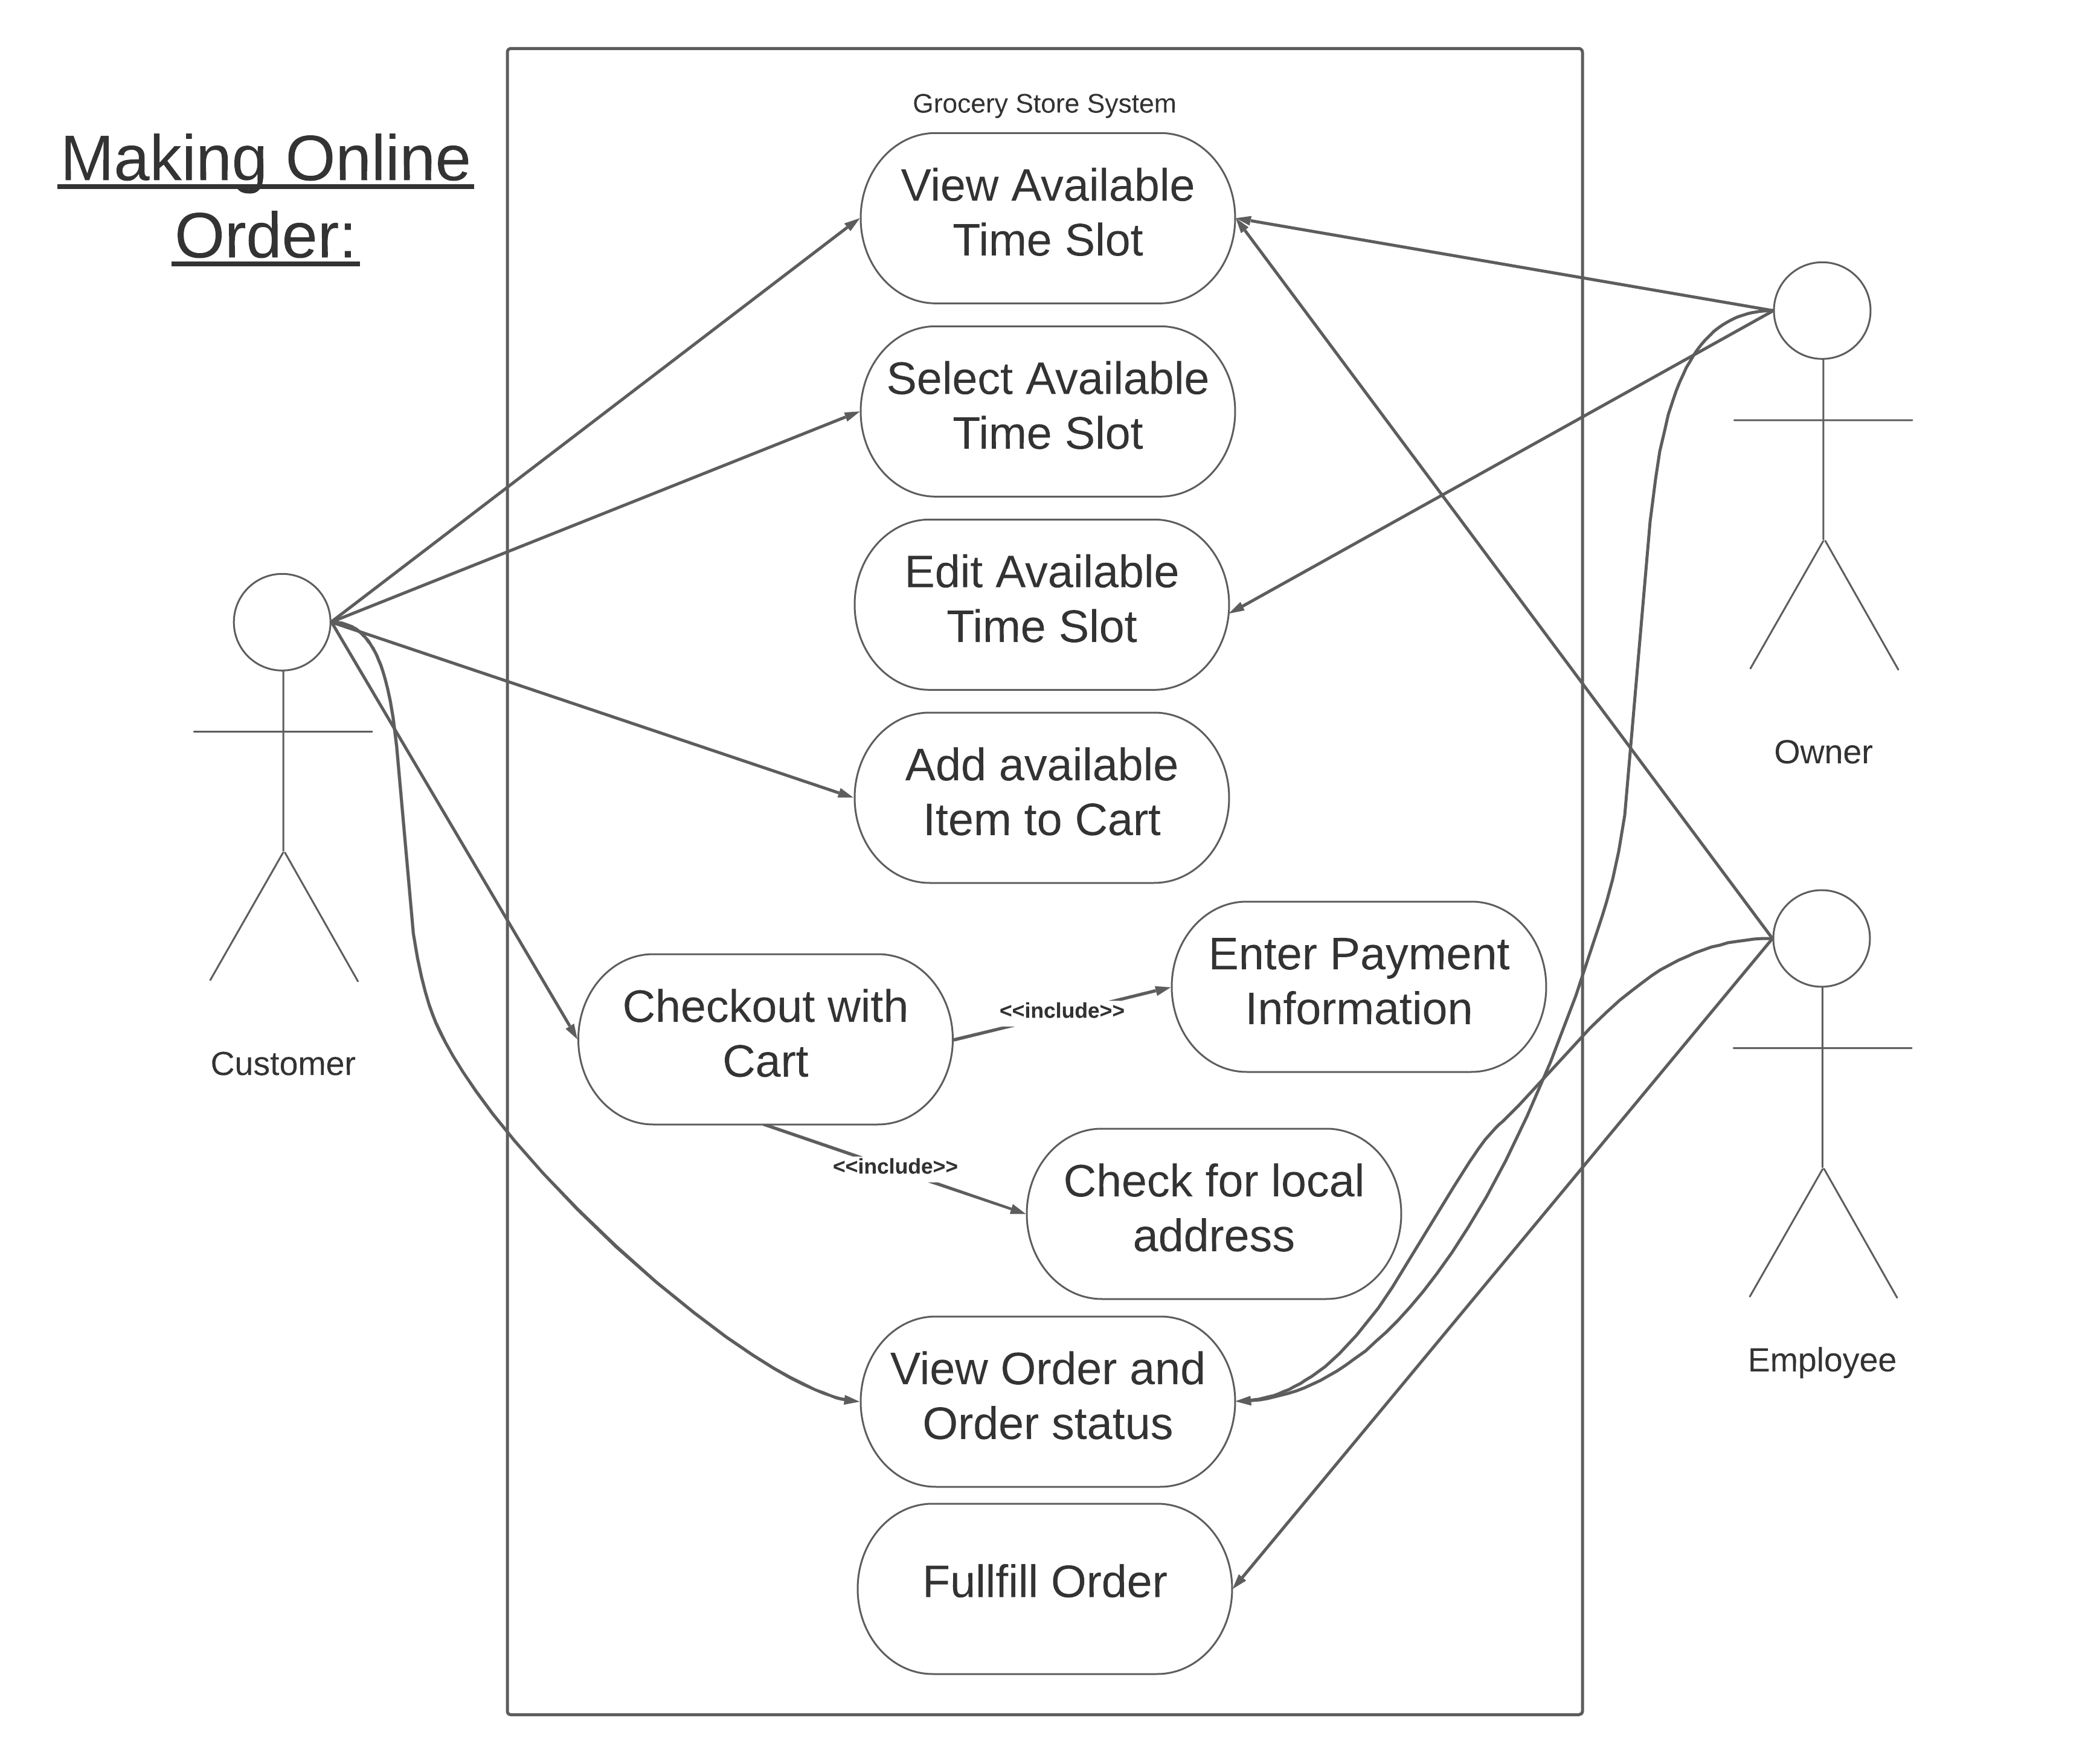 Making Online
Order:
Grocery Store System
View Available
Time Slot
Select Available
Time Slot
Edit Available
Time Slot
Owner
Add available
Item to Cart
Enter Payment
Information
Checkout with
Cart
<<include>>
Customer
<<include>>
Check for local
address
View Order and
Order status
Employee
Fullfill Order